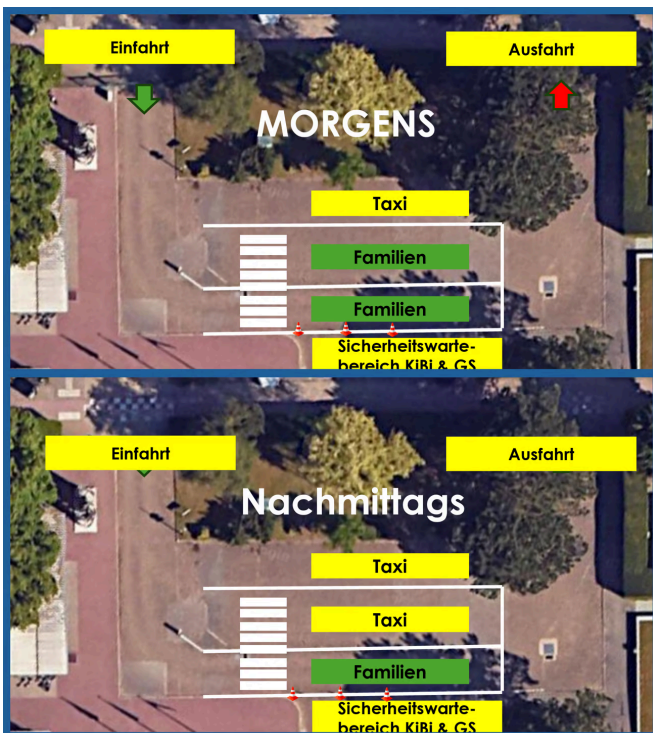 Einfahrt
Ausfahrt
MORGENS
Taxi
Familien
Familien
Sicherheitswarte-
bereich KiBi & GS
Einfahrt
Ausfahrt
Nachmittags
Taxi
Taxi
Familien
Sicherheitswarte-
bereich KiBi & GS